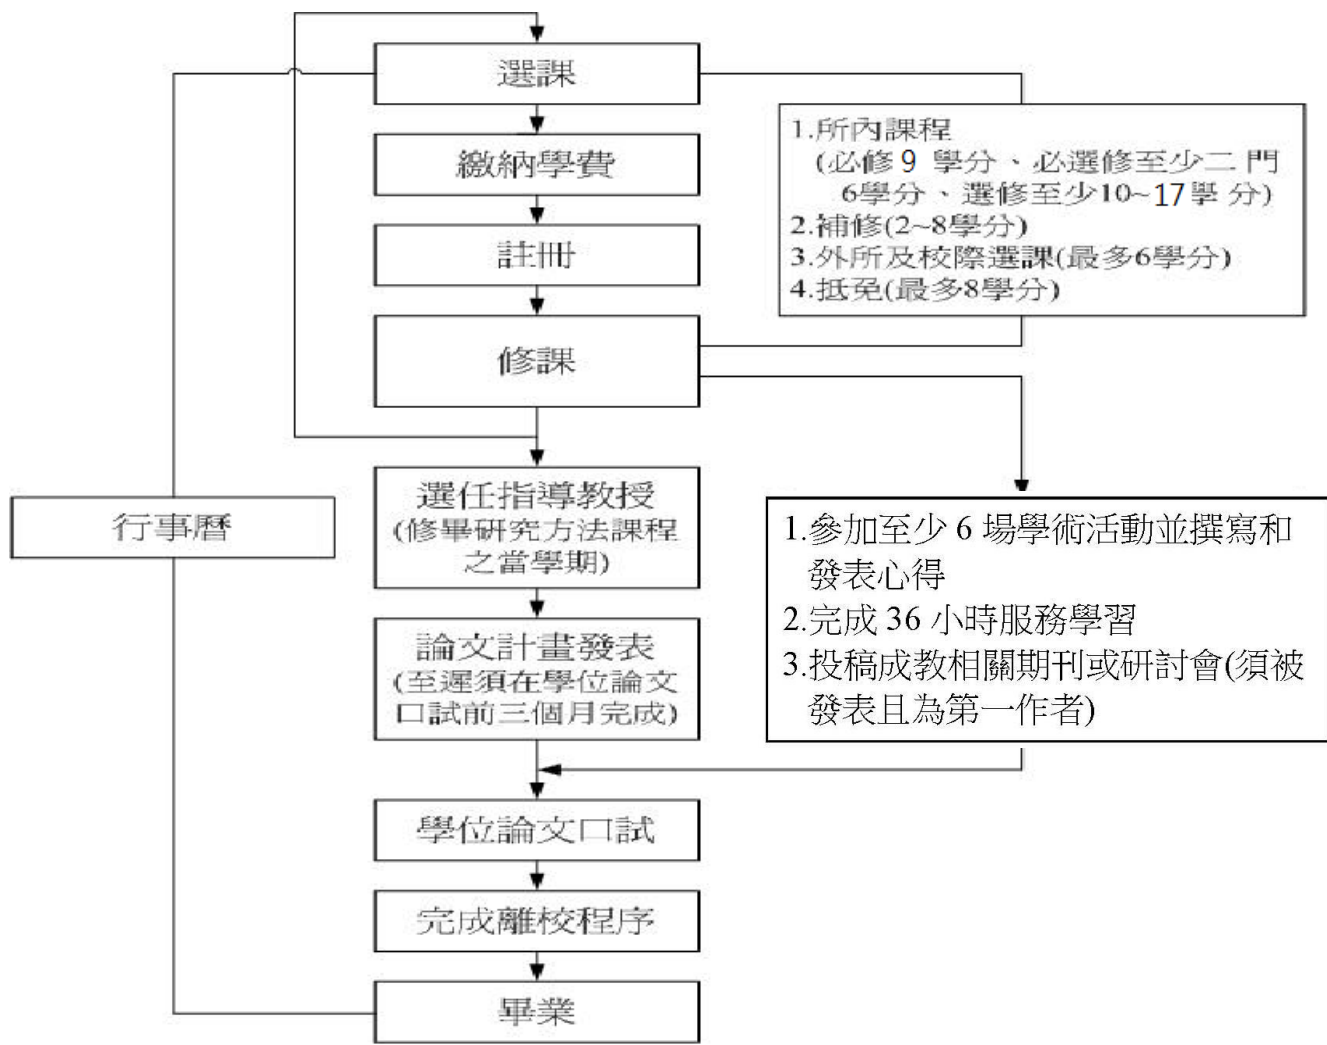 選課
繳納學費
註冊
修課
1.所內課程
(必修9 學分、必選修至少二 門
6學分、選修至少10~17學 分)
2.補修(2~8學分)
3.外所及校際選課(最多6學分)
4.抵免(最多8學分)
行事曆
選任指導教授
(修畢研究方法課程
之當學期)
論文計畫發表
(至遲須在學位論文
口試前三個月完成)
1.參加至少 6 場學術活動並撰寫和
發表心得
2.完成 36 小時服務學習
3.投稿成教相關期刊或研討會(須被
發表且為第一作者)
學位論文口試
完成離校程序
畢業